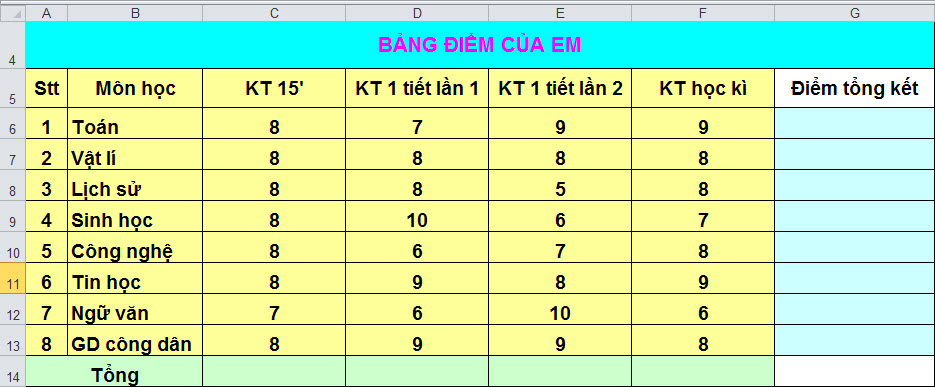 A B C D E F G
4 BẢNG ĐIỂM CỦA EM
5 Stt Môn học KT 15' KT 1 tiết lần 1 KT 1 tiết lần 2 KT học kì Điểm tổng kết
6 1 Toán 8 7 9 9
7 2 Vật lí 8 8 8 8
8 3 Lịch sử 8 8 5 8
9 4 Sinh học 8 10 6 7
10 5 Công nghệ 8 6 7 8
11 6 Tin học 8 9 8 9
12 7 Ngữ văn 7 6 10 6
13 8 GD công dân 8 9 9 8
14 Tổng